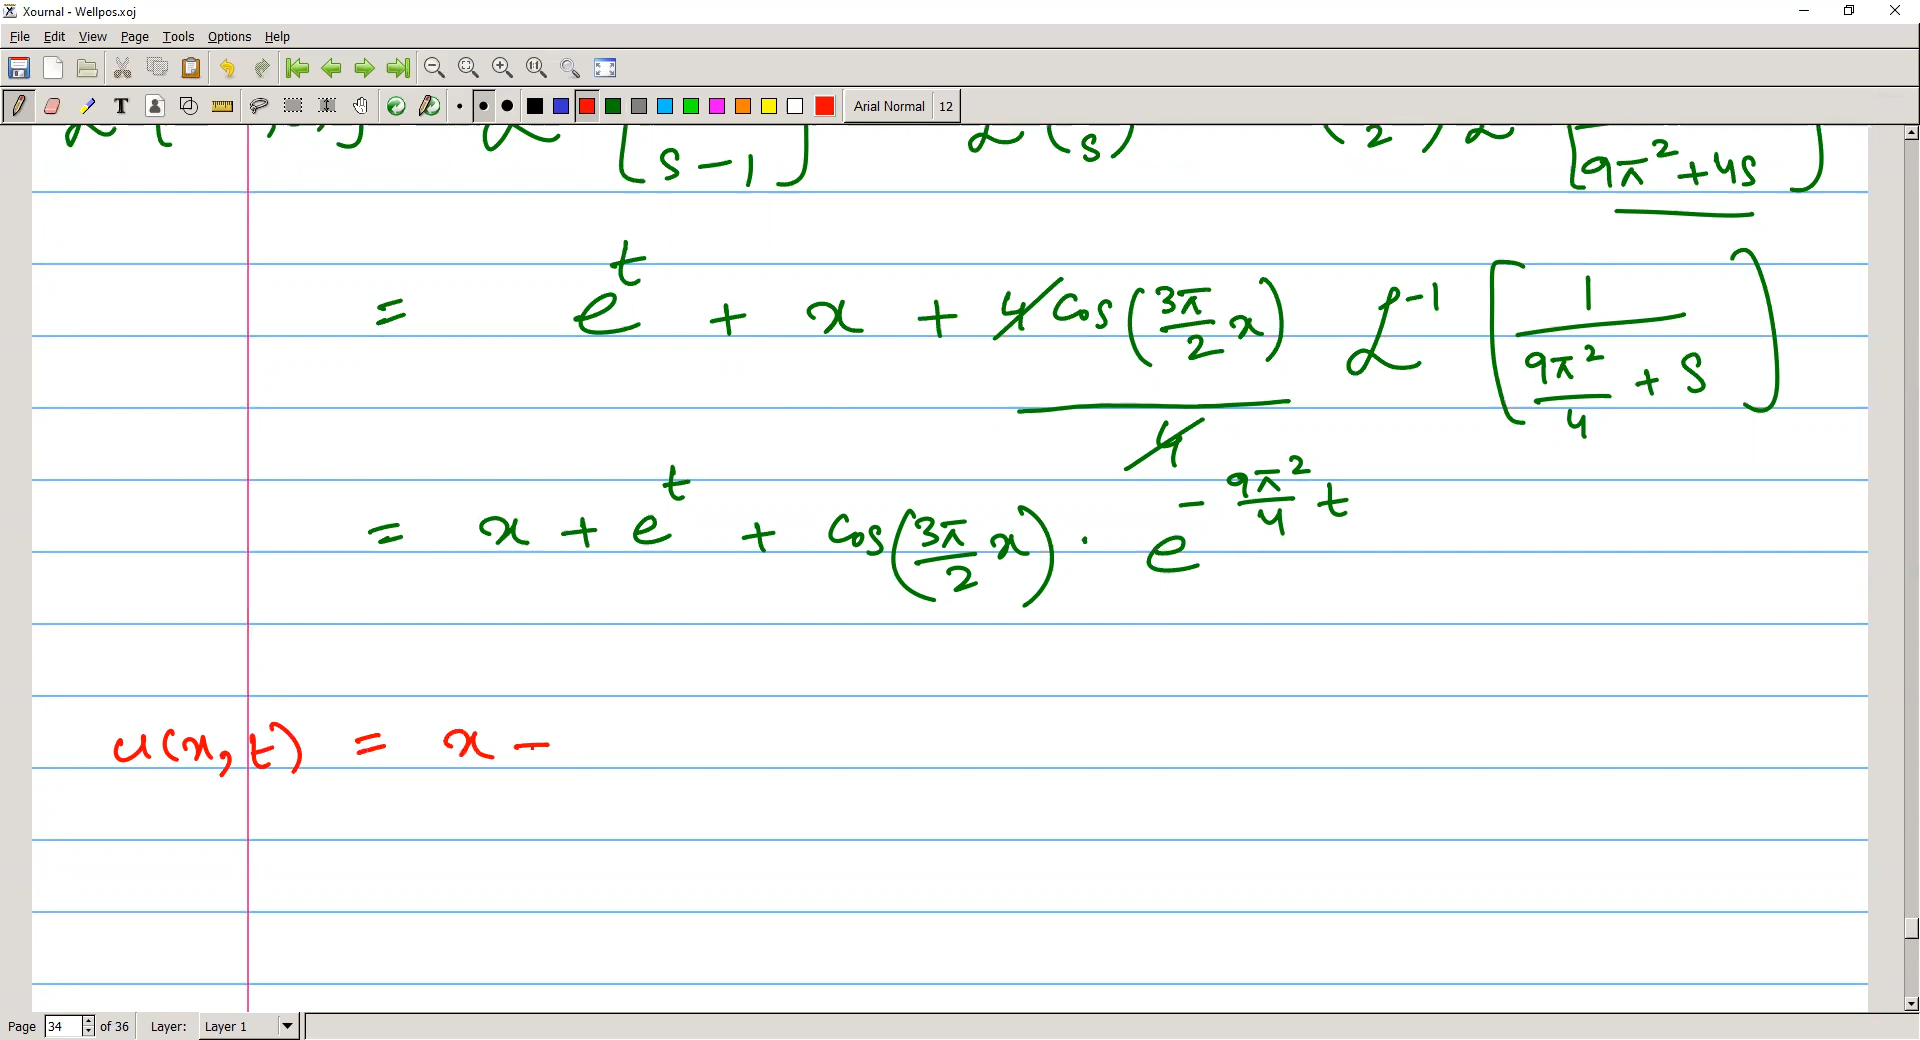 Xournal - Wellpos.xoj
File Edit View Page Tools Options Help
Arial Normal 12
s - 1 (s) 2 9π² + 4s
= e^t + x + 4 cos(3π/2 x)/4 ℒ^-1 [1/(9π²/4 + s)]
= x + e^t + cos(3π/2 x) · e^(-9π²/4 t)
u(x,t) = x -
Page 34 of 36 Layer: Layer 1